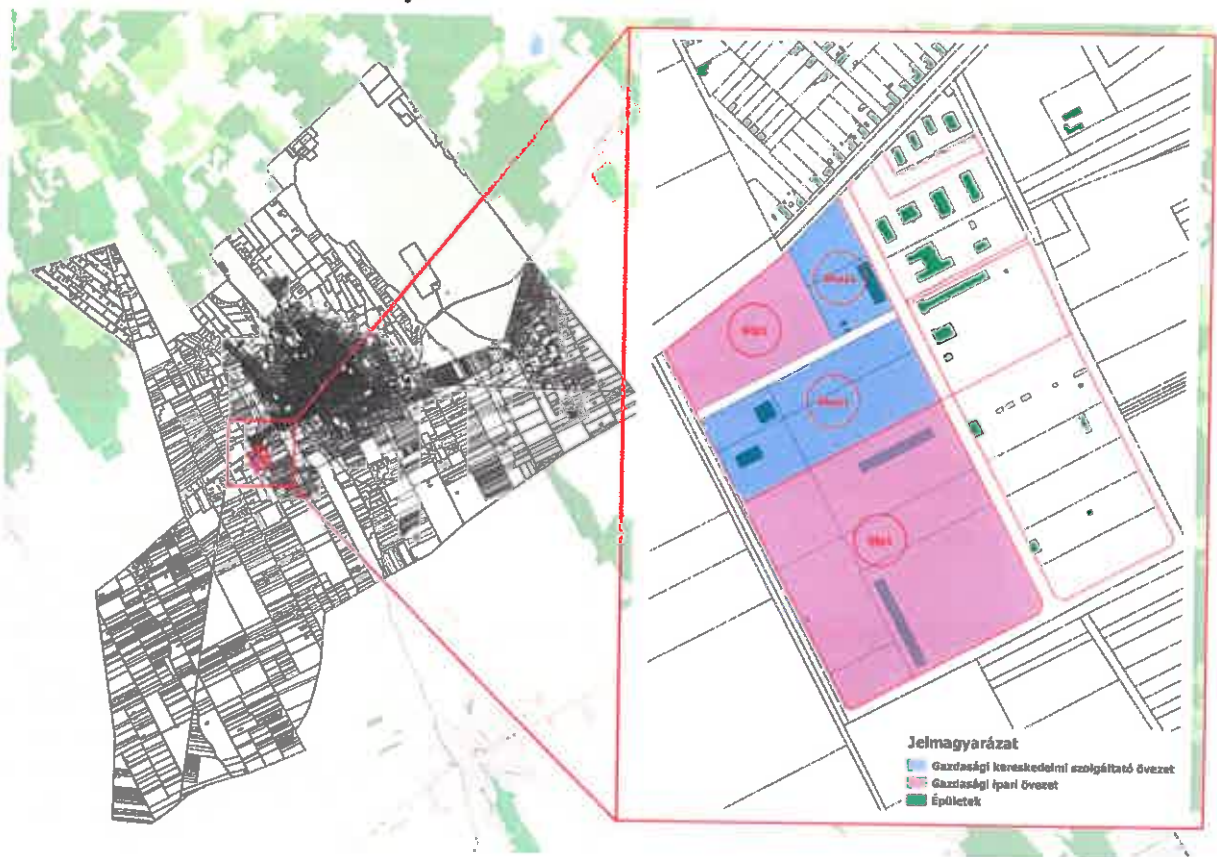 Jelmagyarázat
Gazdasági kereskedelmi szolgáltató övezet
Gazdasági ipari övezet
Épületek